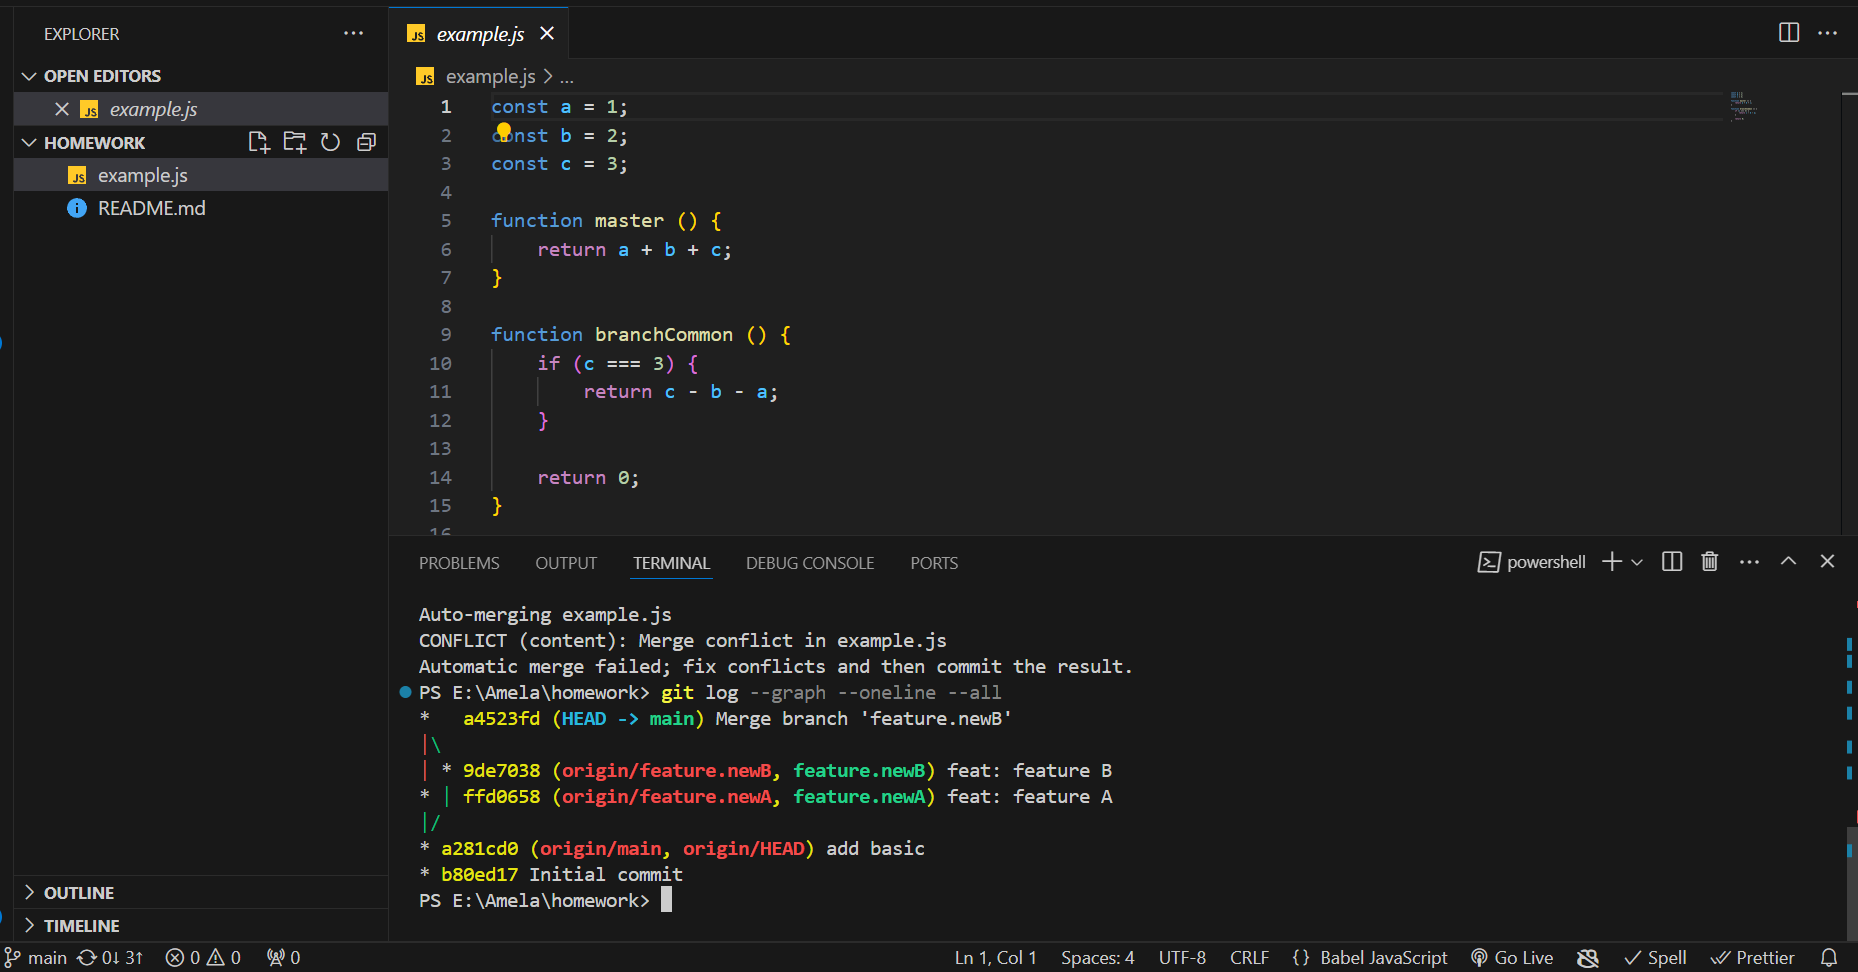 EXPLORER
OPEN EDITORS
JS example.js
HOMEWORK
JS example.js
README.md
OUTLINE
TIMELINE
JS example.js
JS example.js > ...
1 const a = 1;
2 const b = 2;
3 const c = 3;
4
5 function master () {
6 return a + b + c;
7 }
8
9 function branchCommon () {
10 if (c === 3) {
11 return c - b - a;
12 }
13
14 return 0;
15 }
16
PROBLEMS OUTPUT TERMINAL DEBUG CONSOLE PORTS powershell
Auto-merging example.js
CONFLICT (content): Merge conflict in example.js
Automatic merge failed; fix conflicts and then commit the result.
PS E:\Amela\homework> git log --graph --oneline --all
*   a4523fd (HEAD -> main) Merge branch 'feature.newB'
|\
| * 9de7038 (origin/feature.newB, feature.newB) feat: feature B
* | ffd0658 (origin/feature.newA, feature.newA) feat: feature A
|/
* a281cd0 (origin/main, origin/HEAD) add basic
* b80ed17 Initial commit
PS E:\Amela\homework>
main 0↓ 3↑ 0 0 0 Ln 1, Col 1 Spaces: 4 UTF-8 CRLF {} Babel JavaScript Go Live Spell Prettier